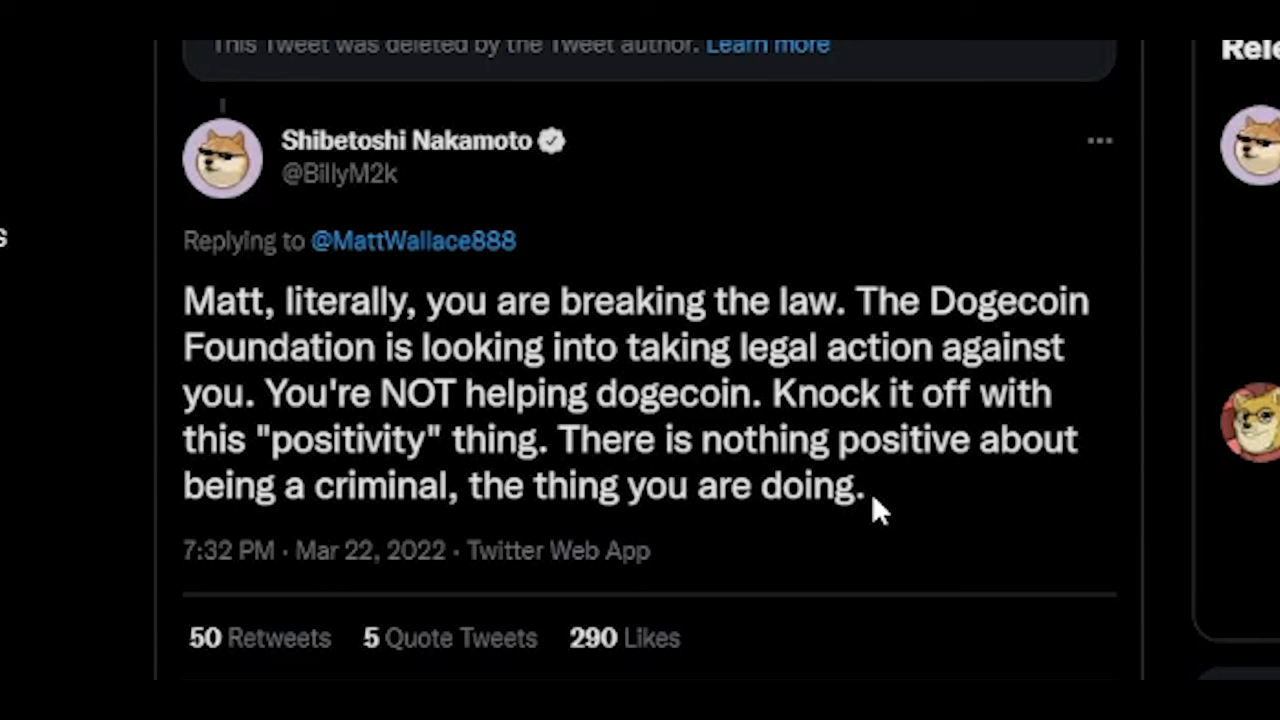 This Tweet was deleted by the Tweet author. Learn more
Shibetoshi Nakamoto
@BillyM2k
Replying to @MattWallace888
Matt, literally, you are breaking the law. The Dogecoin
Foundation is looking into taking legal action against
you. You're NOT helping dogecoin. Knock it off with
this "positivity" thing. There is nothing positive about
being a criminal, the thing you are doing.
7:32 PM · Mar 22, 2022 · Twitter Web App
50 Retweets 5 Quote Tweets 290 Likes